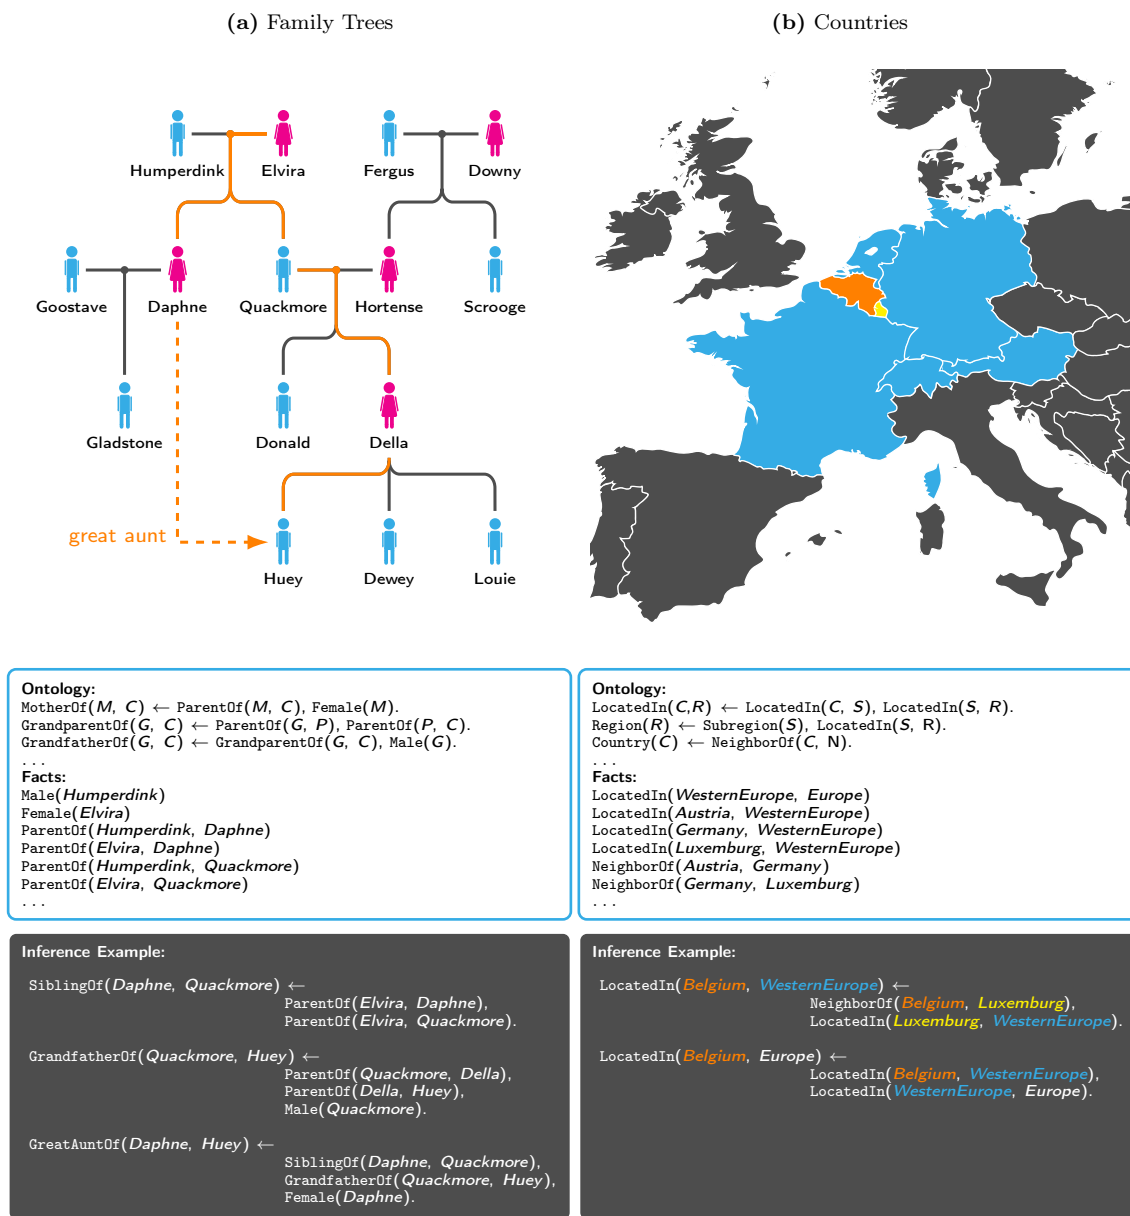 (a) Family Trees
Humperdink
Elvira
Fergus
Downy
Goostave
Daphne
Quackmore
Hortense
Scrooge
Gladstone
Donald
Della
great aunt
Huey
Dewey
Louie
(b) Countries
Ontology:
MotherOf(M, C) ← ParentOf(M, C), Female(M).
GrandparentOf(G, C) ← ParentOf(G, P), ParentOf(P, C).
GrandfatherOf(G, C) ← GrandparentOf(G, C), Male(G).
...
Facts:
Male(Humperdink)
Female(Elvira)
ParentOf(Humperdink, Daphne)
ParentOf(Elvira, Daphne)
ParentOf(Humperdink, Quackmore)
ParentOf(Elvira, Quackmore)
...
Ontology:
LocatedIn(C,R) ← LocatedIn(C, S), LocatedIn(S, R).
Region(R) ← Subregion(S), LocatedIn(S, R).
Country(C) ← NeighborOf(C, N).
...
Facts:
LocatedIn(WesternEurope, Europe)
LocatedIn(Austria, WesternEurope)
LocatedIn(Germany, WesternEurope)
LocatedIn(Luxemburg, WesternEurope)
NeighborOf(Austria, Germany)
NeighborOf(Germany, Luxemburg)
...
Inference Example:
SiblingOf(Daphne, Quackmore) ←
ParentOf(Elvira, Daphne),
ParentOf(Elvira, Quackmore).
GrandfatherOf(Quackmore, Huey) ←
ParentOf(Quackmore, Della),
ParentOf(Della, Huey),
Male(Quackmore).
GreatAuntOf(Daphne, Huey) ←
SiblingOf(Daphne, Quackmore),
GrandfatherOf(Quackmore, Huey),
Female(Daphne).
Inference Example:
LocatedIn(Belgium, WesternEurope) ←
NeighborOf(Belgium, Luxemburg),
LocatedIn(Luxemburg, WesternEurope).
LocatedIn(Belgium, Europe) ←
LocatedIn(Belgium, WesternEurope),
LocatedIn(WesternEurope, Europe).